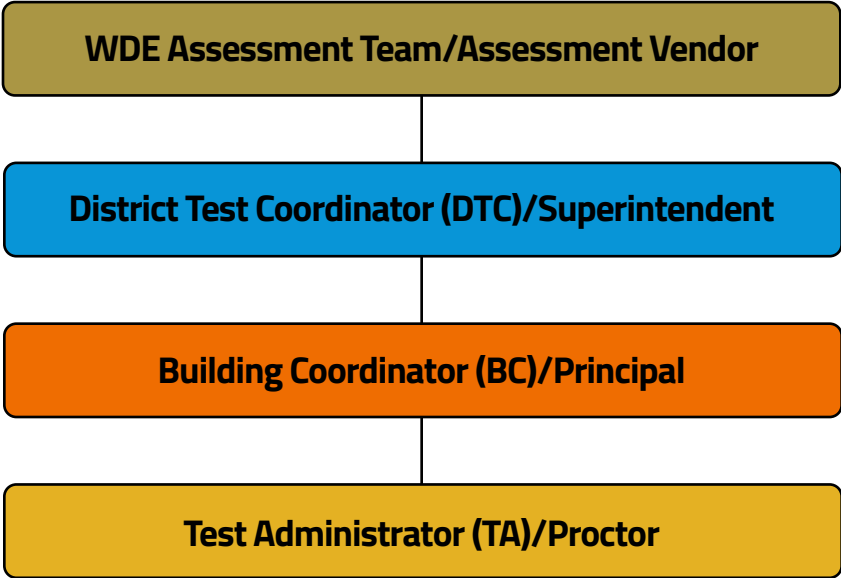 WDE Assessment Team/Assessment Vendor
District Test Coordinator (DTC)/Superintendent
Building Coordinator (BC)/Principal
Test Administrator (TA)/Proctor